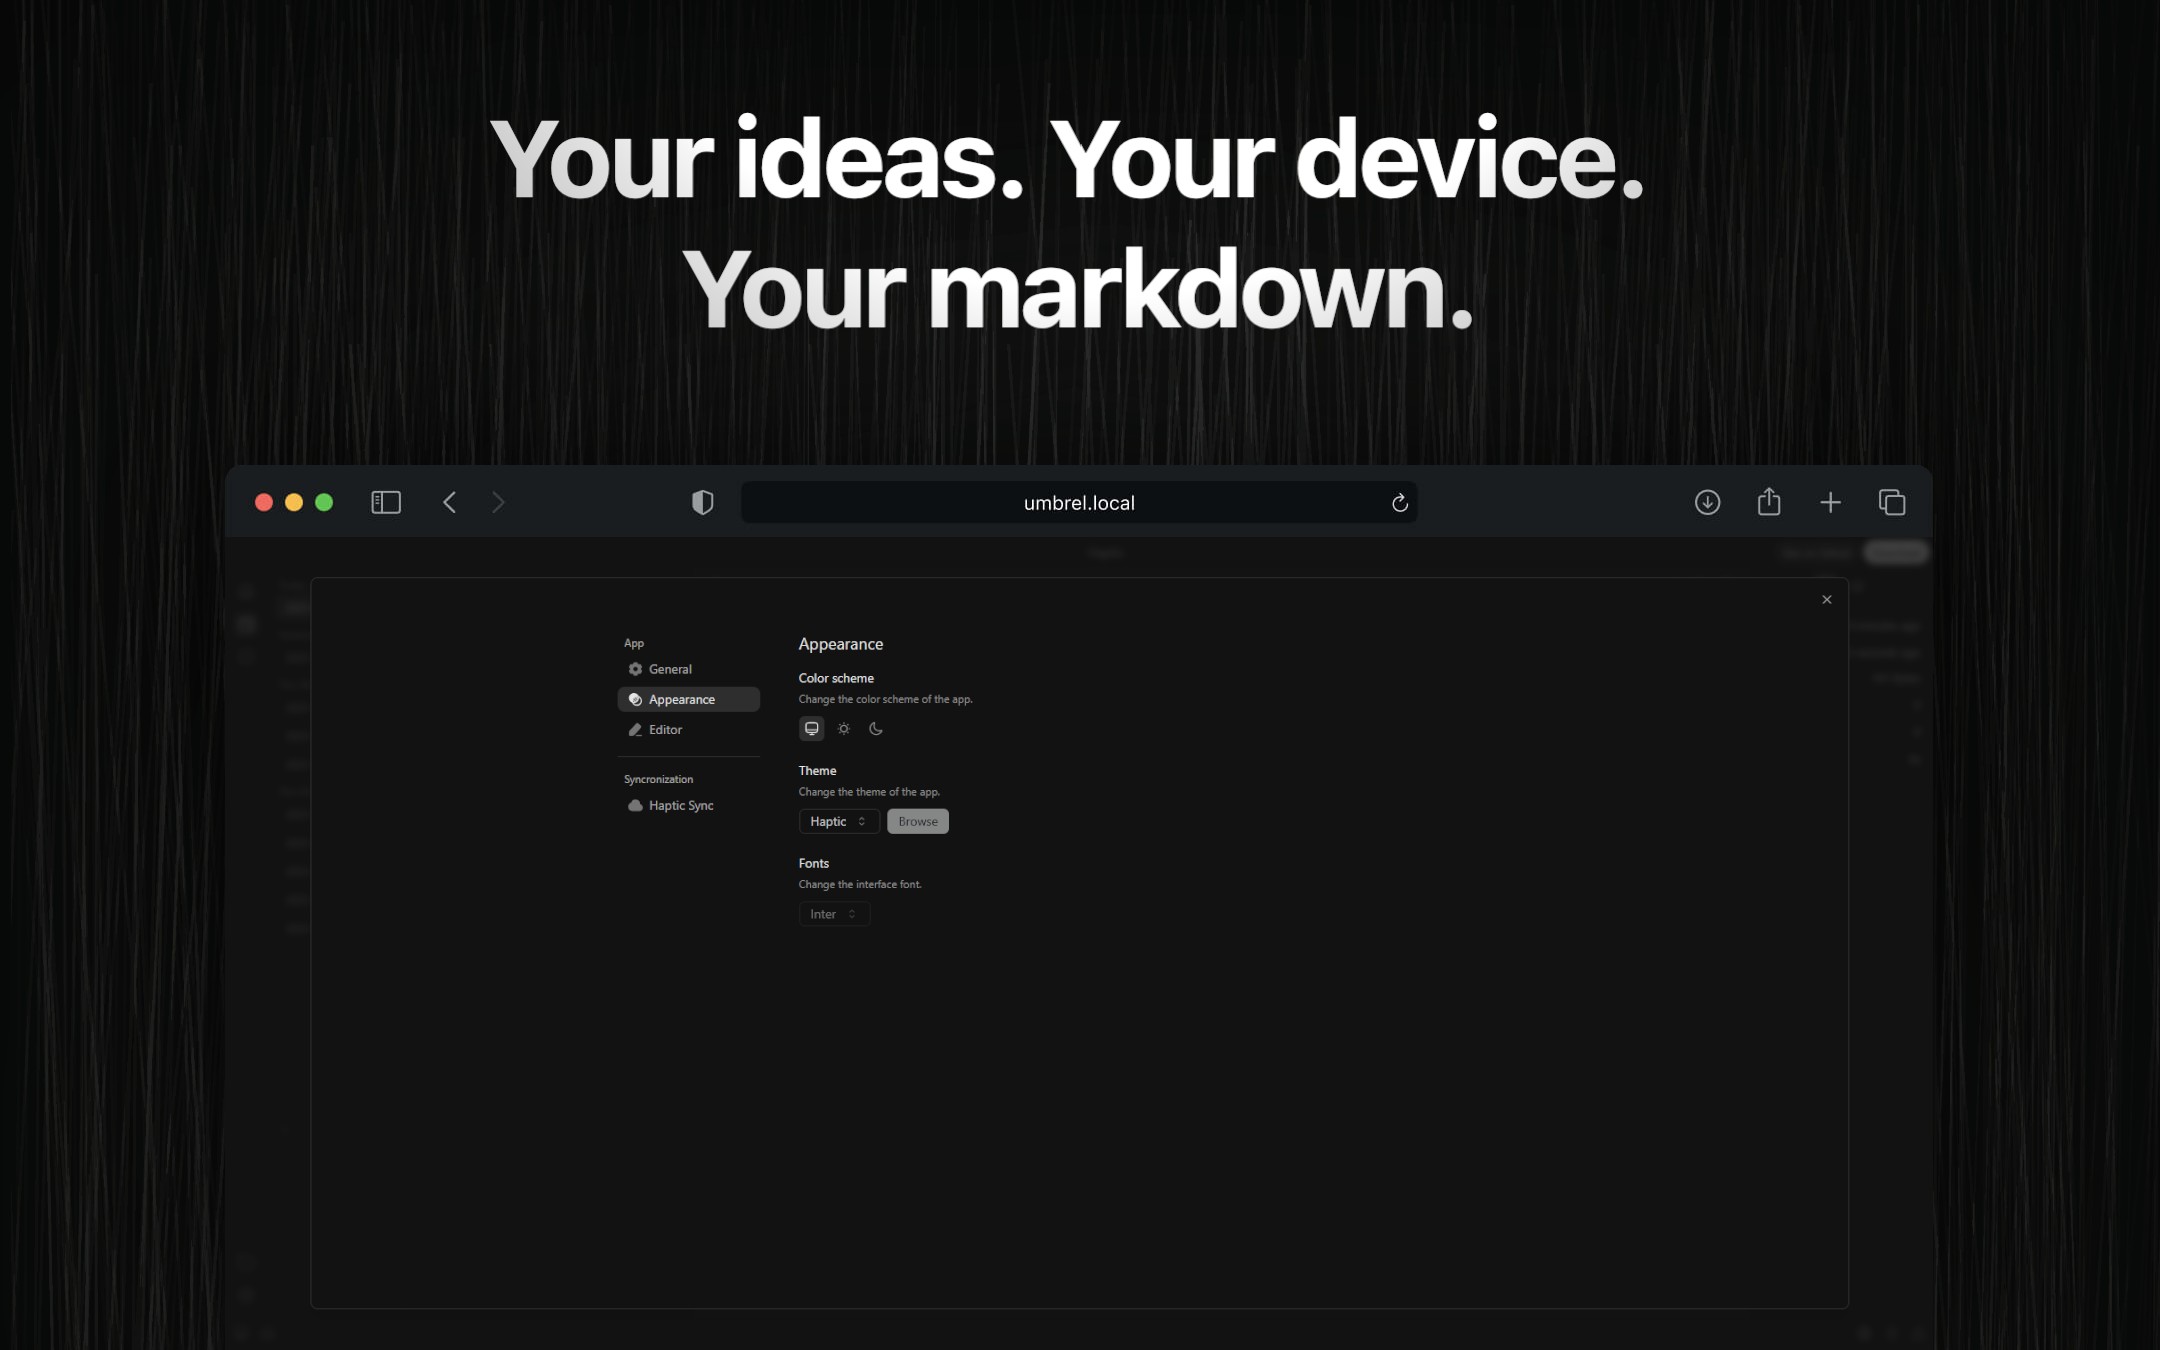 Your ideas. Your device.
Your markdown.
umbrel.local
App
General
Appearance
Editor
Syncronization
Haptic Sync
Appearance
Color scheme
Change the color scheme of the app.
Theme
Change the theme of the app.
Haptic
Browse
Fonts
Change the interface font.
Inter